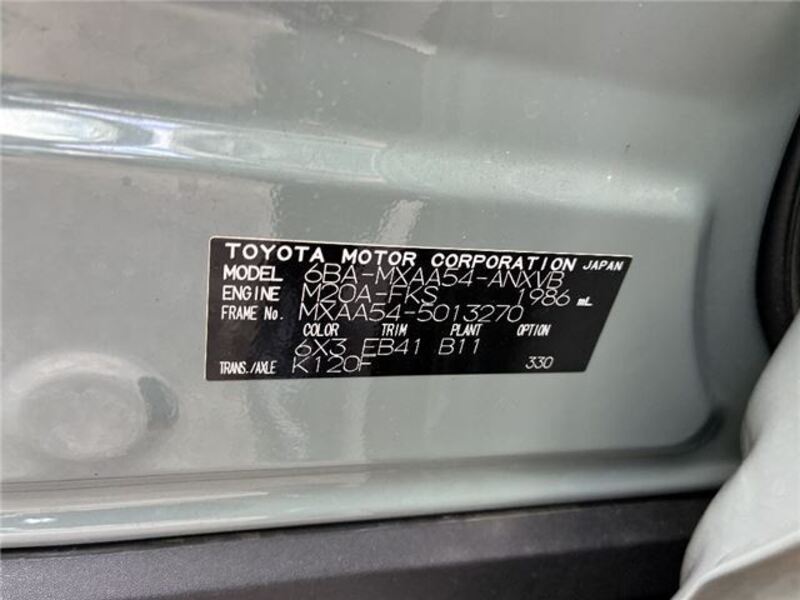 TOYOTA MOTOR CORPORATION JAPAN
MODEL 6BA-MXAA54-ANXVB
ENGINE M20A-FKS 1986 mL
FRAME No. MXAA54-5013270
COLOR TRIM PLANT OPTION
6X3 EB41 B11
TRANS./AXLE K120F 330